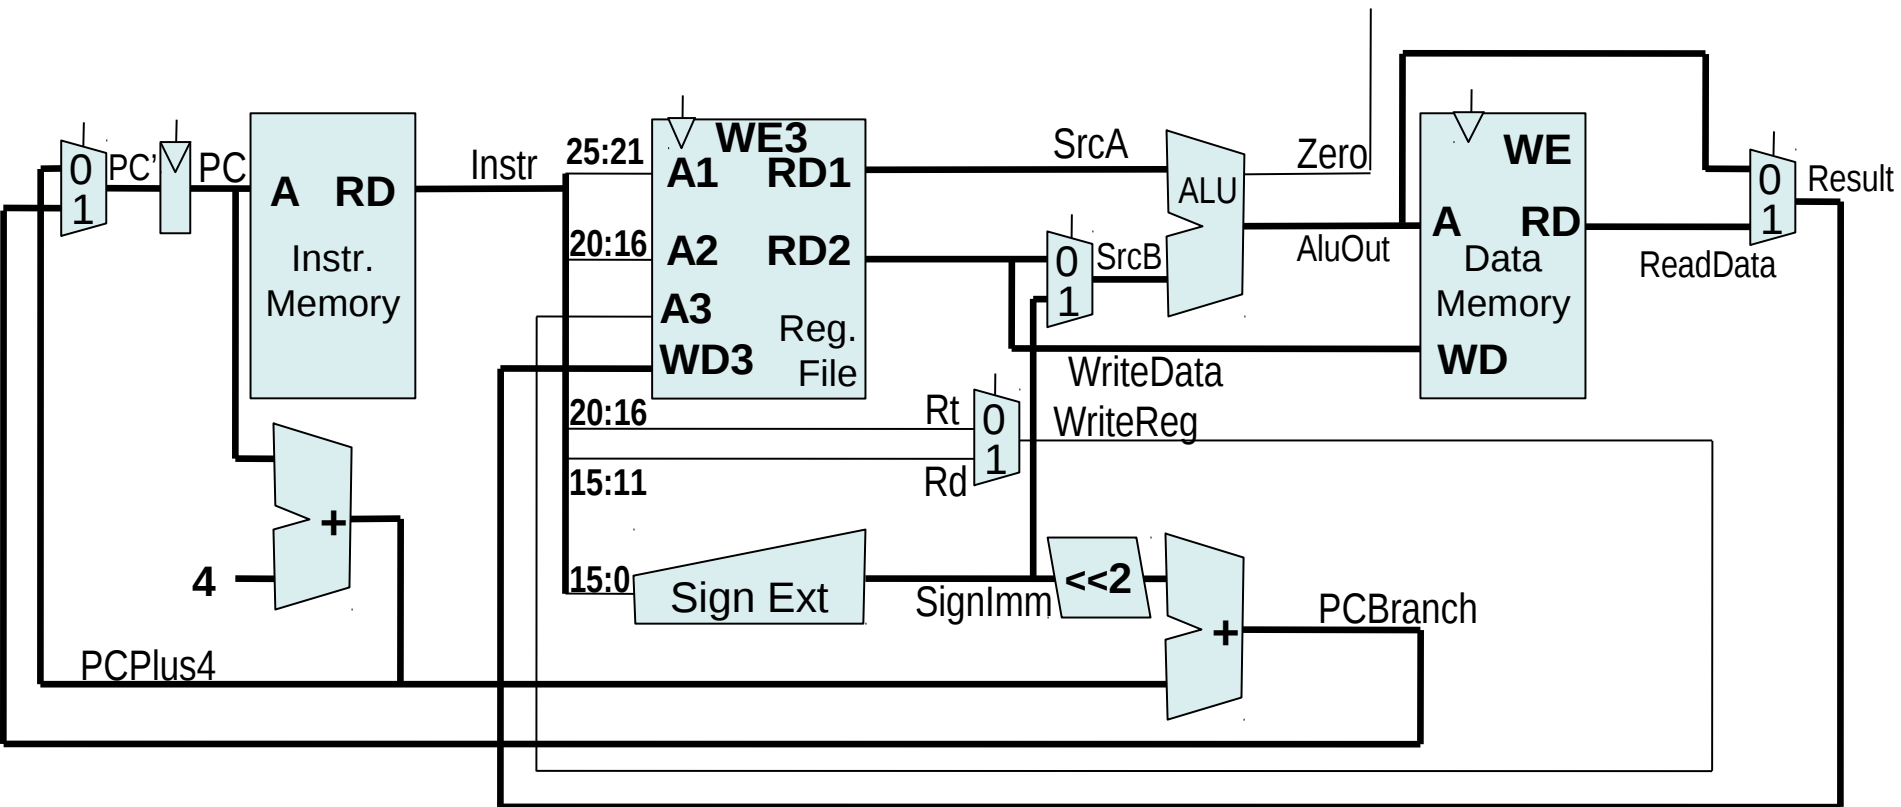 0
1
PC’
PC
A RD
Instr.
Memory
Instr
25:21
20:16
WE3
A1 RD1
A2 RD2
A3
Reg.
WD3
File
SrcA
0
1
SrcB
ALU
Zero
AluOut
WE
A RD
Data
Memory
WD
ReadData
0
1
Result
WriteData
20:16
Rt
0
1
WriteReg
15:11
Rd
+
4
15:0
Sign Ext
SignImm
<<2
+
PCBranch
PCPlus4